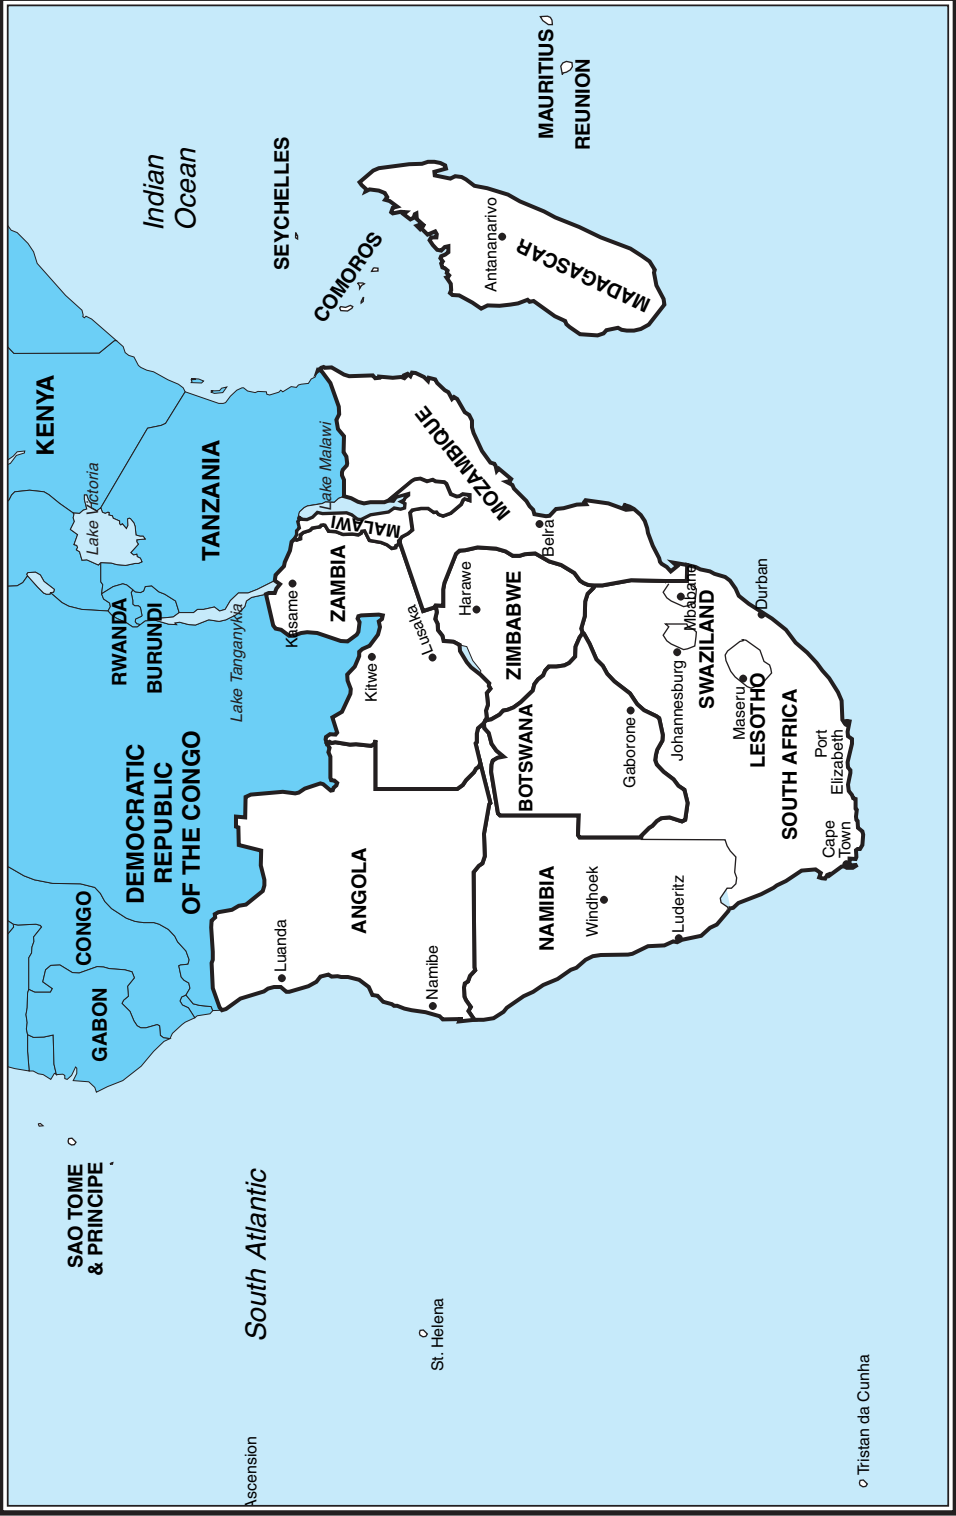 KENYA
Lake Victoria
TANZANIA
RWANDA
BURUNDI
Lake Tanganykia
Lake Malawi
DEMOCRATIC
REPUBLIC
OF THE CONGO
CONGO
GABON
SAO TOME
& PRINCIPE
Indian
Ocean
SEYCHELLES
COMOROS
MAURITIUS
REUNION
Antananarivo
MADAGASCAR
MOZAMBIQUE
Belra
MALAWI
ZAMBIA
Kasame
Kitwe
Lusaka
Harawe
ZIMBABWE
BOTSWANA
Gaborone
ANGOLA
Luanda
Namibe
NAMIBIA
Windhoek
Luderitz
Mbabane
SWAZILAND
Johannesburg
Durban
Maseru
LESOTHO
SOUTH AFRICA
Port
Elizabeth
Cape
Town
South Atlantic
St. Helena
Ascension
Tristan da Cunha